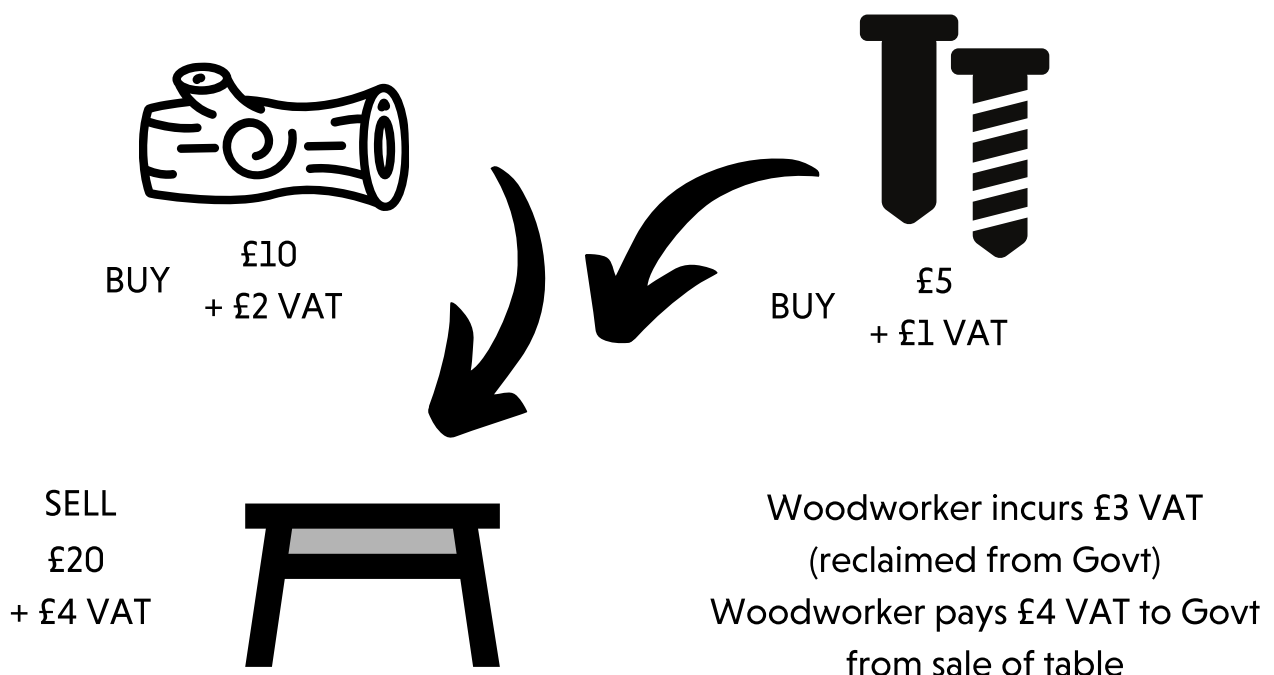 BUY
£10
+ £2 VAT
BUY
£5
+ £1 VAT
SELL
£20
+ £4 VAT
Woodworker incurs £3 VAT
(reclaimed from Govt)
Woodworker pays £4 VAT to Govt
from sale of table